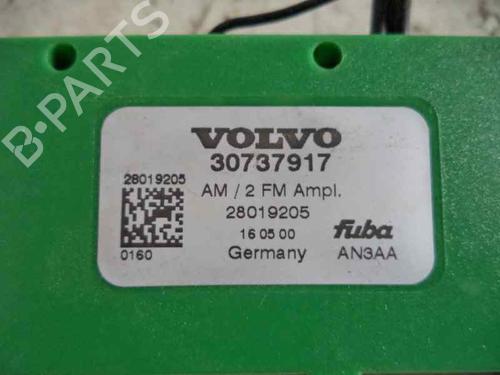 B-PARTS
VOLVO
30737917
28019205
AM / 2 FM Ampl.
28019205
16 05 00
fuba
0160
Germany
AN3AA